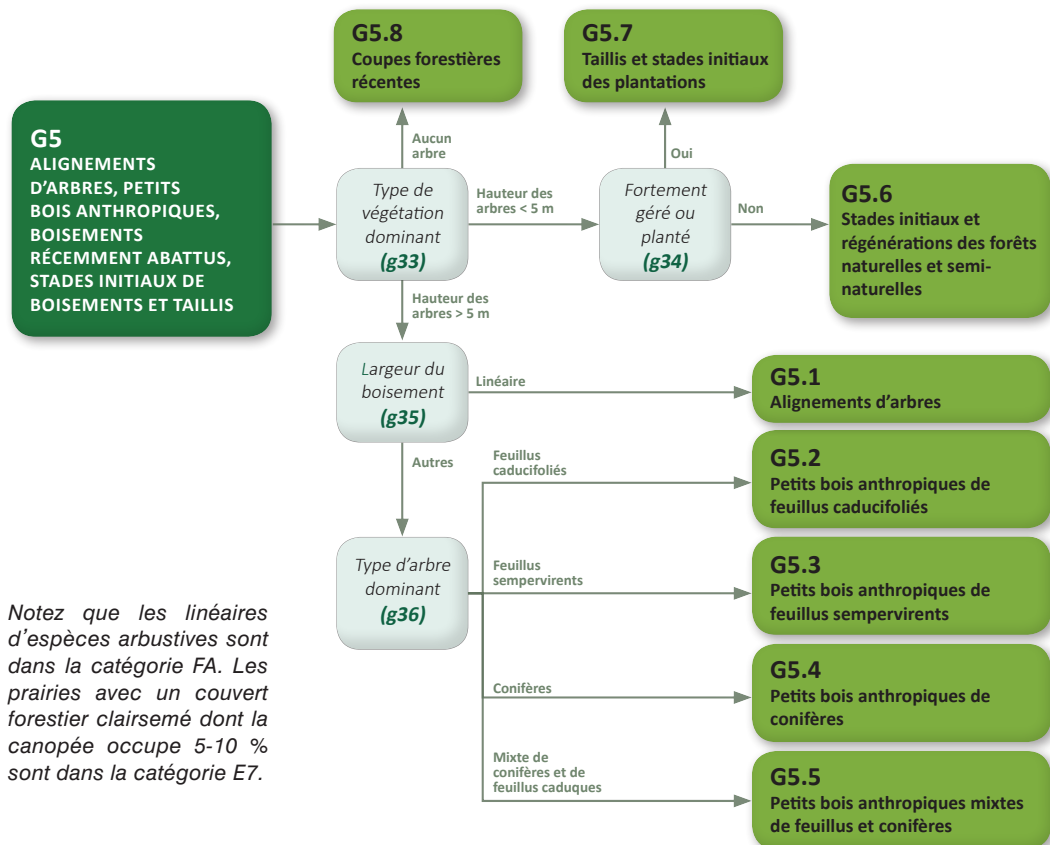 G5.8
Coupes forestières
récentes
G5.7
Taillis et stades initiaux
des plantations
G5
ALIGNEMENTS
D'ARBRES, PETITS
BOIS ANTHROPIQUES,
BOISEMENTS
RÉCEMMENT ABATTUS,
STADES INITIAUX DE
BOISEMENTS ET TAILLIS
Aucun
arbre
Oui
Type de
végétation
dominant
(g33)
Hauteur des
arbres < 5 m
Fortement
géré ou
planté
(g34)
Non
G5.6
Stades initiaux et
régénérations des forêts
naturelles et semi-
naturelles
Hauteur des
arbres > 5 m
Largeur du
boisement
(g35)
Linéaire
G5.1
Alignements d'arbres
Autres
Feuillus
caducifoliés
G5.2
Petits bois anthropiques de
feuillus caducifoliés
Type d'arbre
dominant
(g36)
Feuillus
sempervirents
G5.3
Petits bois anthropiques de
feuillus sempervirents
Conifères
G5.4
Petits bois anthropiques de
conifères
Mixte de
conifères et de
feuillus caduques
G5.5
Petits bois anthropiques mixtes
de feuillus et conifères
Notez que les linéaires
d'espèces arbustives sont
dans la catégorie FA. Les
prairies avec un couvert
forestier clairsemé dont la
canopée occupe 5-10 %
sont dans la catégorie E7.